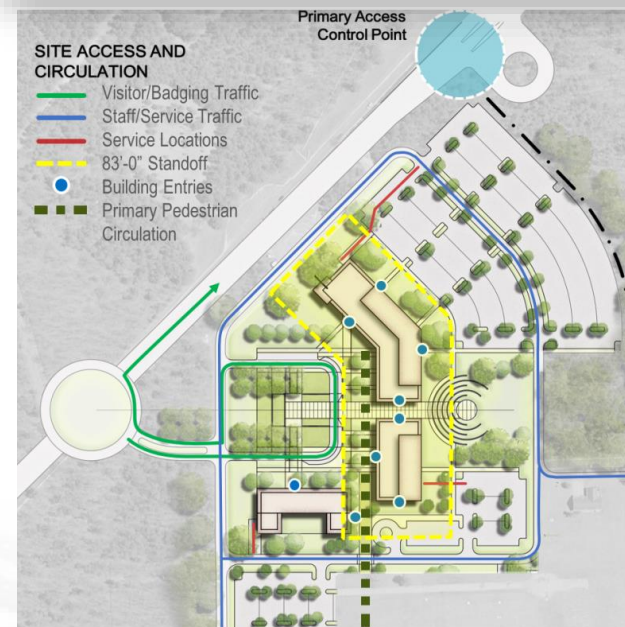 Primary Access
Control Point
SITE ACCESS AND
CIRCULATION
Visitor/Badging Traffic
Staff/Service Traffic
Service Locations
83'-0" Standoff
Building Entries
Primary Pedestrian
Circulation